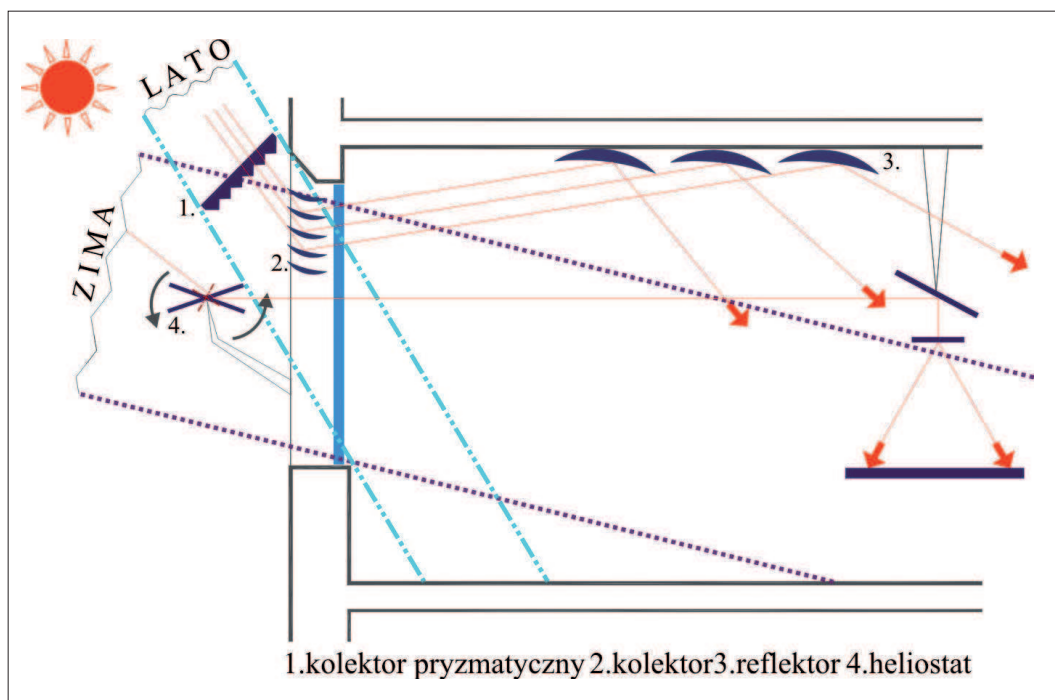 LATO
ZIMA
1.
2.
3.
4.
1.kolektor pryzmatyczny 2.kolektor3.reflektor 4.heliostat